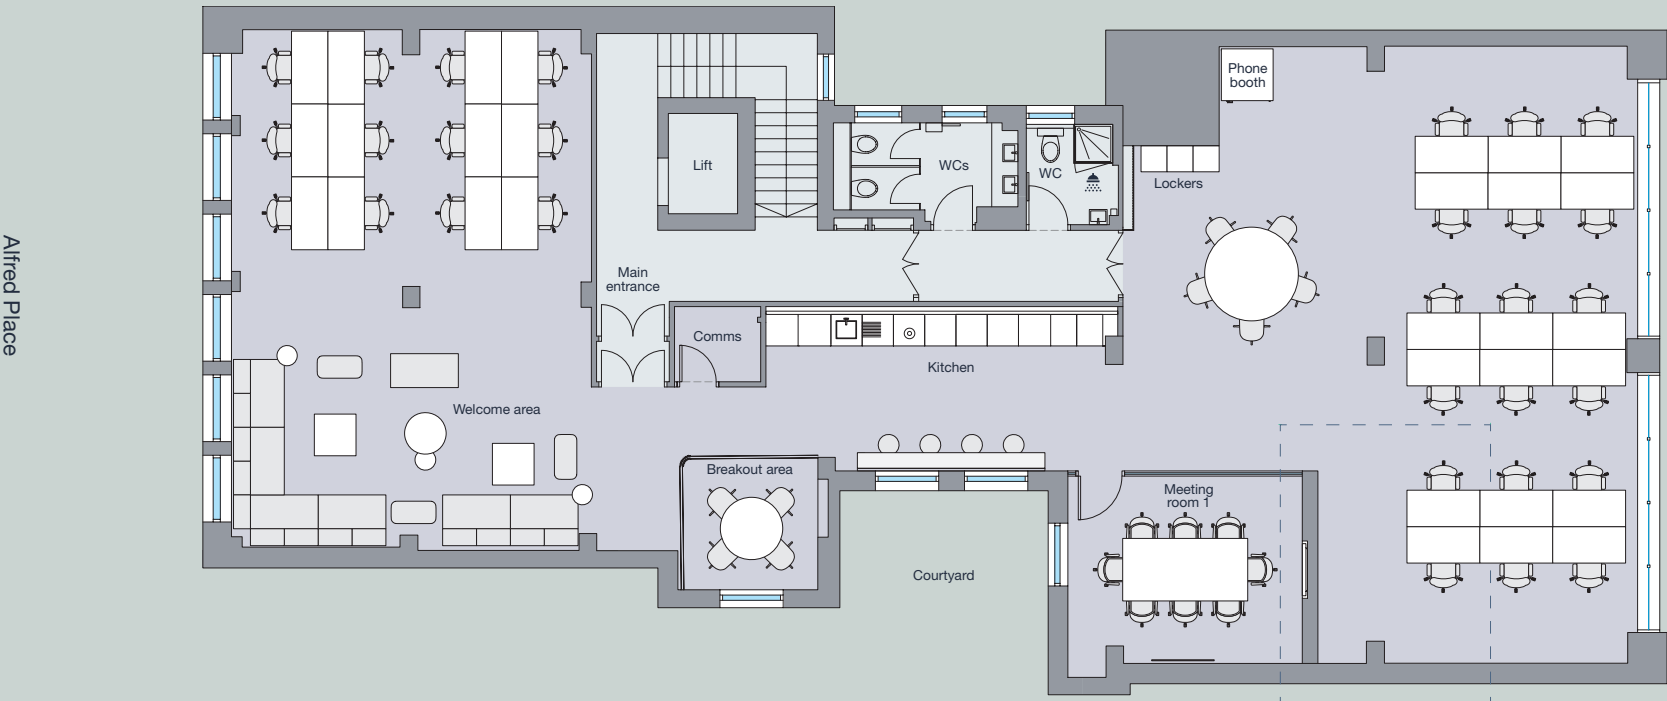 Alfred Place
Phone
booth
Lift
WCs
WC
Lockers
Main
entrance
Comms
Kitchen
Welcome area
Breakout area
Meeting
room 1
Courtyard